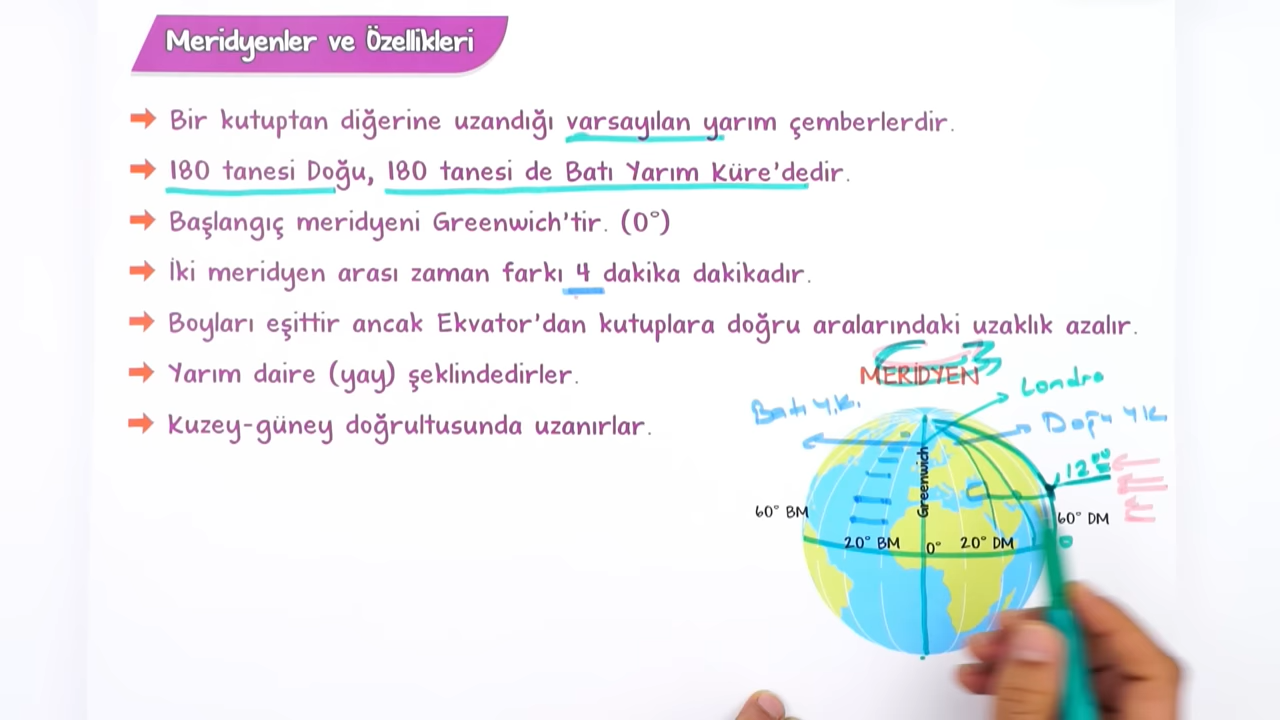 Meridyenler ve Özellikleri
Bir kutuptan diğerine uzandığı varsayılan yarım çemberlerdir.
180 tanesi Doğu, 180 tanesi de Batı Yarım Küre'dedir.
Başlangıç meridyeni Greenwich'tir. (0°)
İki meridyen arası zaman farkı 4 dakika dakikadır.
Boyları eşittir ancak Ekvator'dan kutuplara doğru aralarındaki uzaklık azalır.
Yarım daire (yay) şeklindedirler.
Kuzey-güney doğrultusunda uzanırlar.
MERİDYEN
Londra
Batı Y.K.
Doğu Y.K.
12 00
Greenwich
60° BM
60° DM
20° BM
0°
20° DM